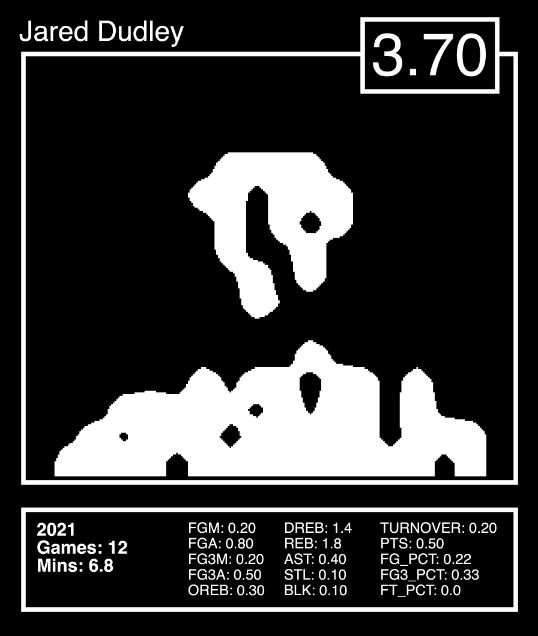 Jared Dudley
3.70
2021
Games: 12
Mins: 6.8
FGM: 0.20
FGA: 0.80
FG3M: 0.20
FG3A: 0.50
OREB: 0.30
DREB: 1.4
REB: 1.8
AST: 0.40
STL: 0.10
BLK: 0.10
TURNOVER: 0.20
PTS: 0.50
FG_PCT: 0.22
FG3_PCT: 0.33
FT_PCT: 0.0